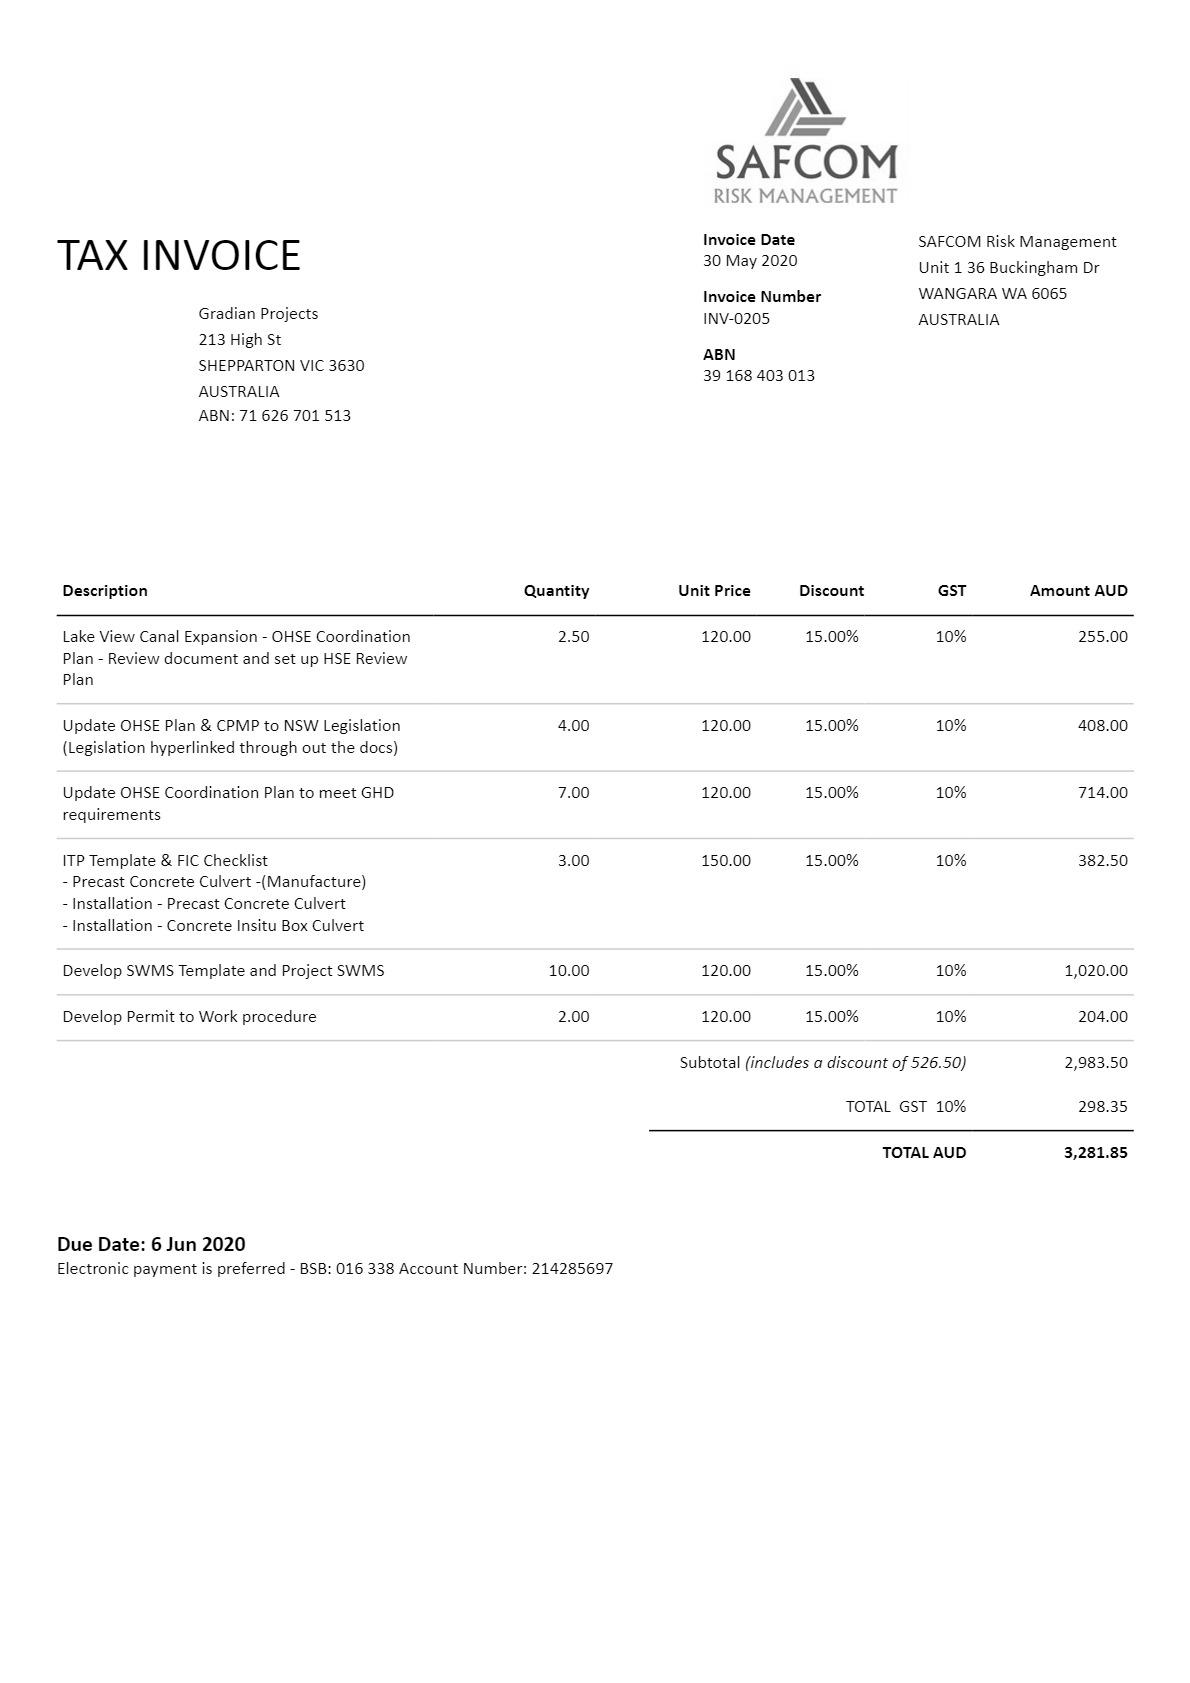 SAFCOM
RISK MANAGEMENT
TAX INVOICE
Gradian Projects
213 High St
SHEPPARTON VIC 3630
AUSTRALIA
ABN: 71 626 701 513
Invoice Date
30 May 2020
Invoice Number
INV-0205
ABN
39 168 403 013
SAFCOM Risk Management
Unit 1 36 Buckingham Dr
WANGARA WA 6065
AUSTRALIA
Description Quantity Unit Price Discount GST Amount AUD
Lake View Canal Expansion - OHSE Coordination 2.50 120.00 15.00% 10% 255.00
Plan - Review document and set up HSE Review
Plan
Update OHSE Plan & CPMP to NSW Legislation 4.00 120.00 15.00% 10% 408.00
(Legislation hyperlinked through out the docs)
Update OHSE Coordination Plan to meet GHD 7.00 120.00 15.00% 10% 714.00
requirements
ITP Template & FIC Checklist 3.00 150.00 15.00% 10% 382.50
- Precast Concrete Culvert -(Manufacture)
- Installation - Precast Concrete Culvert
- Installation - Concrete Insitu Box Culvert
Develop SWMS Template and Project SWMS 10.00 120.00 15.00% 10% 1,020.00
Develop Permit to Work procedure 2.00 120.00 15.00% 10% 204.00
Subtotal (includes a discount of 526.50) 2,983.50
TOTAL GST 10% 298.35
TOTAL AUD 3,281.85
Due Date: 6 Jun 2020
Electronic payment is preferred - BSB: 016 338 Account Number: 214285697